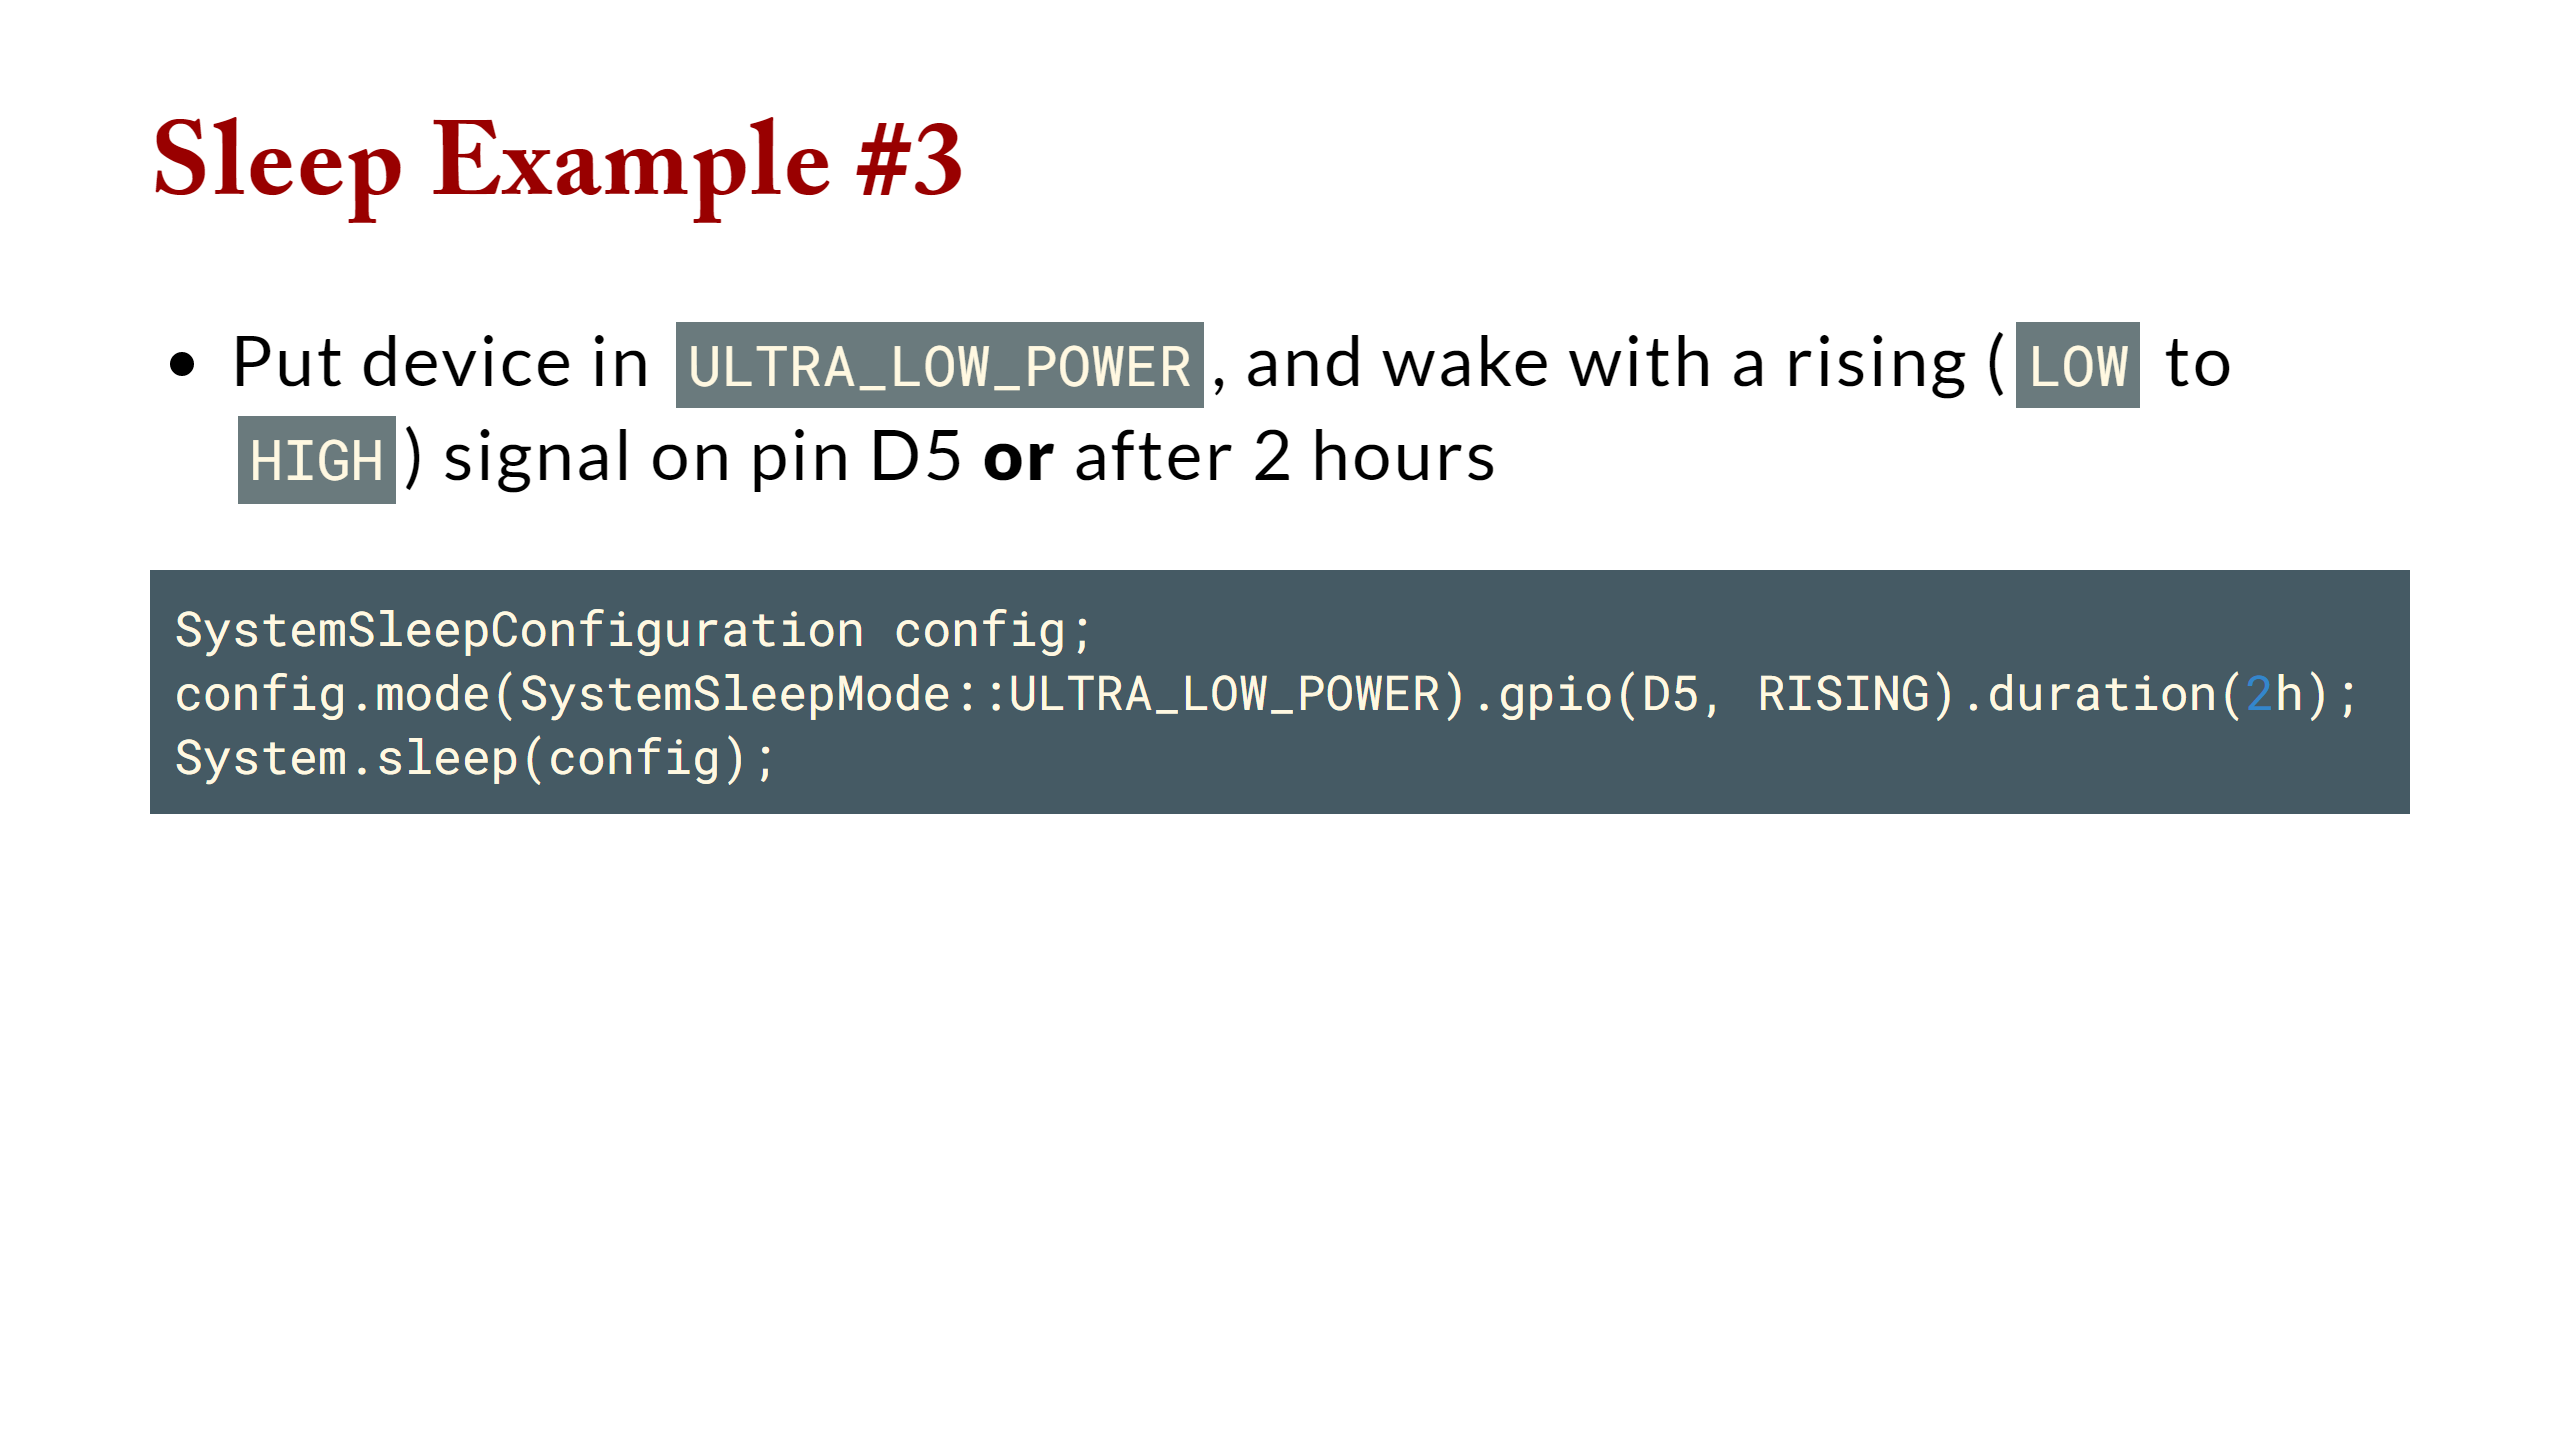 Sleep Example #3
• Put device in ULTRA_LOW_POWER, and wake with a rising (LOW to
HIGH) signal on pin D5 or after 2 hours
SystemSleepConfiguration config;
config.mode(SystemSleepMode::ULTRA_LOW_POWER).gpio(D5, RISING).duration(2h);
System.sleep(config);